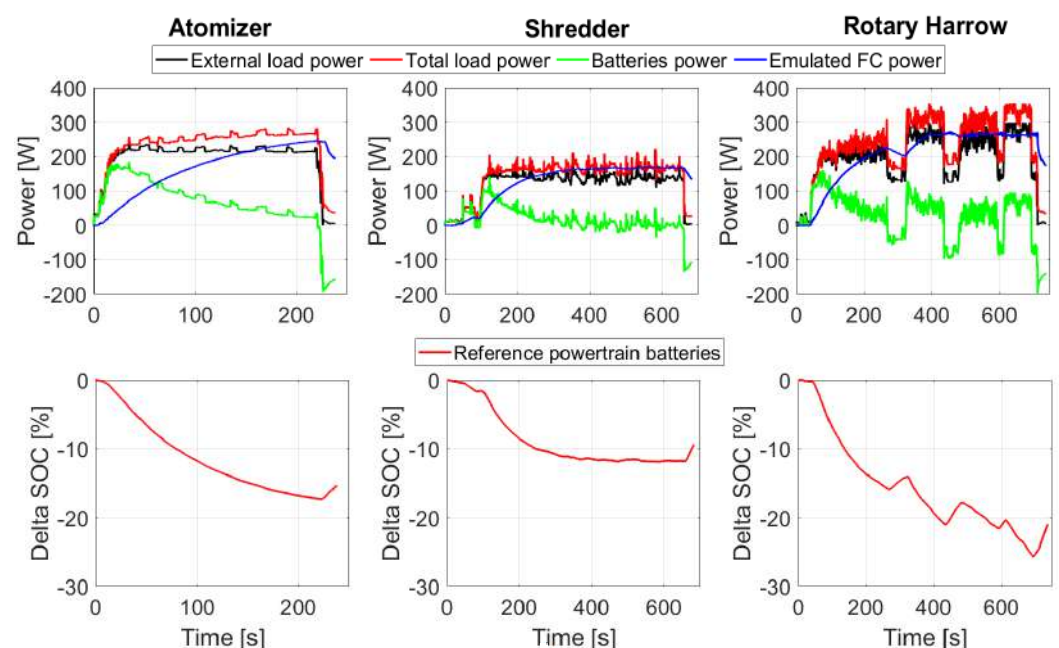 Atomizer Shredder Rotary Harrow
External load power Total load power Batteries power Emulated FC power
Power [W]
400
300
200
100
0
-100
-200
0 100 200
Power [W]
400
300
200
100
0
-100
-200
0 200 400 600
Power [W]
400
300
200
100
0
-100
-200
0 200 400 600
Reference powertrain batteries
Delta SOC [%]
0
-10
-20
-30
0 100 200
Time [s]
Delta SOC [%]
0
-10
-20
-30
0 200 400 600
Time [s]
Delta SOC [%]
0
-10
-20
-30
0 200 400 600
Time [s]